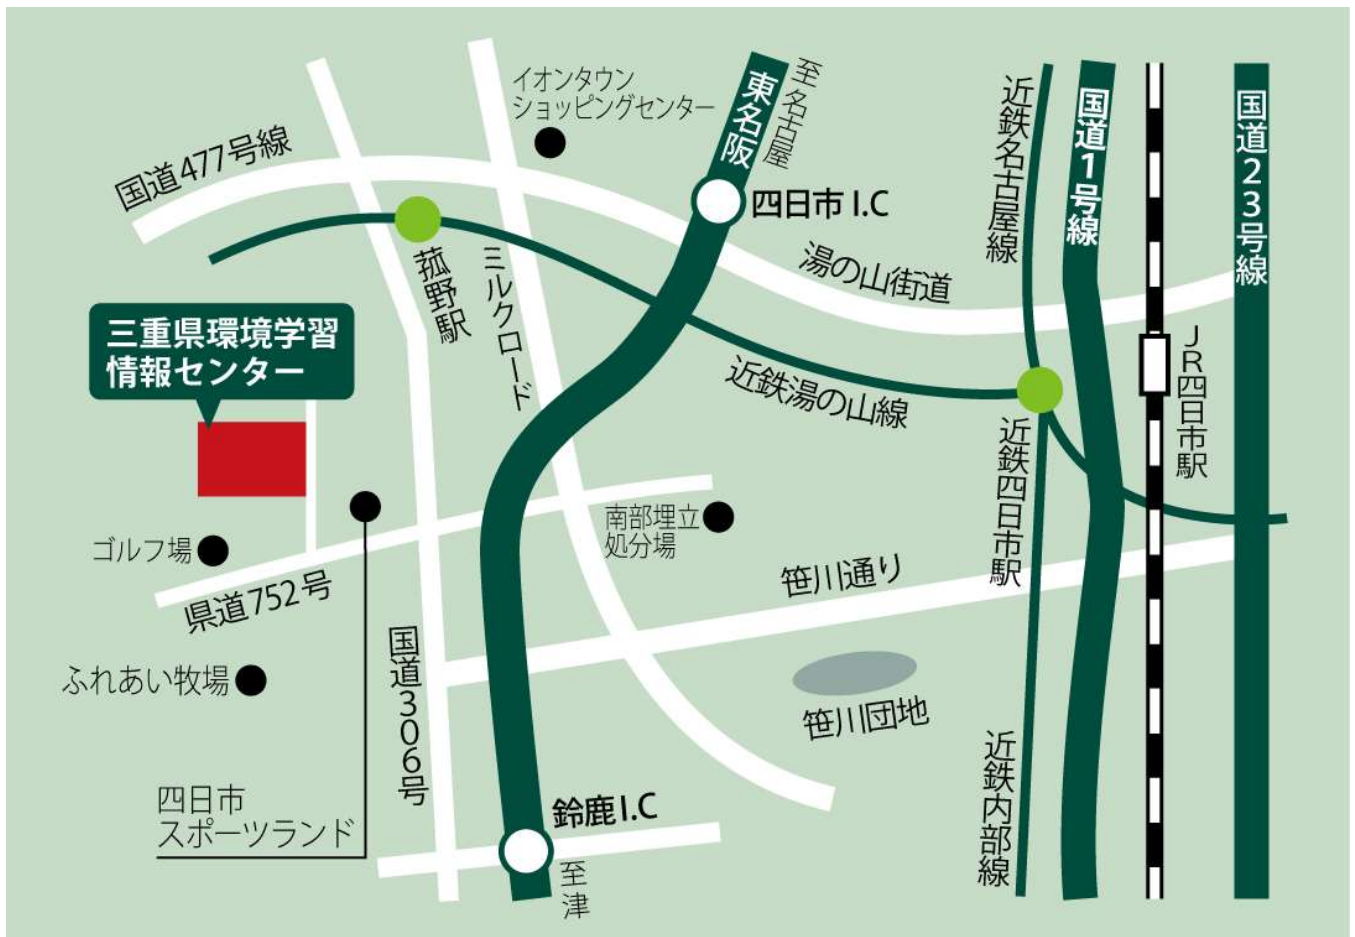 イオンタウン
ショッピングセンター
東名阪
至名古屋
近鉄名古屋線
国道1号線
国道23号線
国道477号線
四日市 I.C
湯の山街道
菰野駅
ミルクロード
三重県環境学習
情報センター
近鉄湯の山線
JR四日市駅
近鉄四日市駅
南部埋立
処分場
ゴルフ場
県道752号
笹川通り
国道306号
ふれあい牧場
笹川団地
近鉄内部線
四日市
スポーツランド
鈴鹿I.C
至津